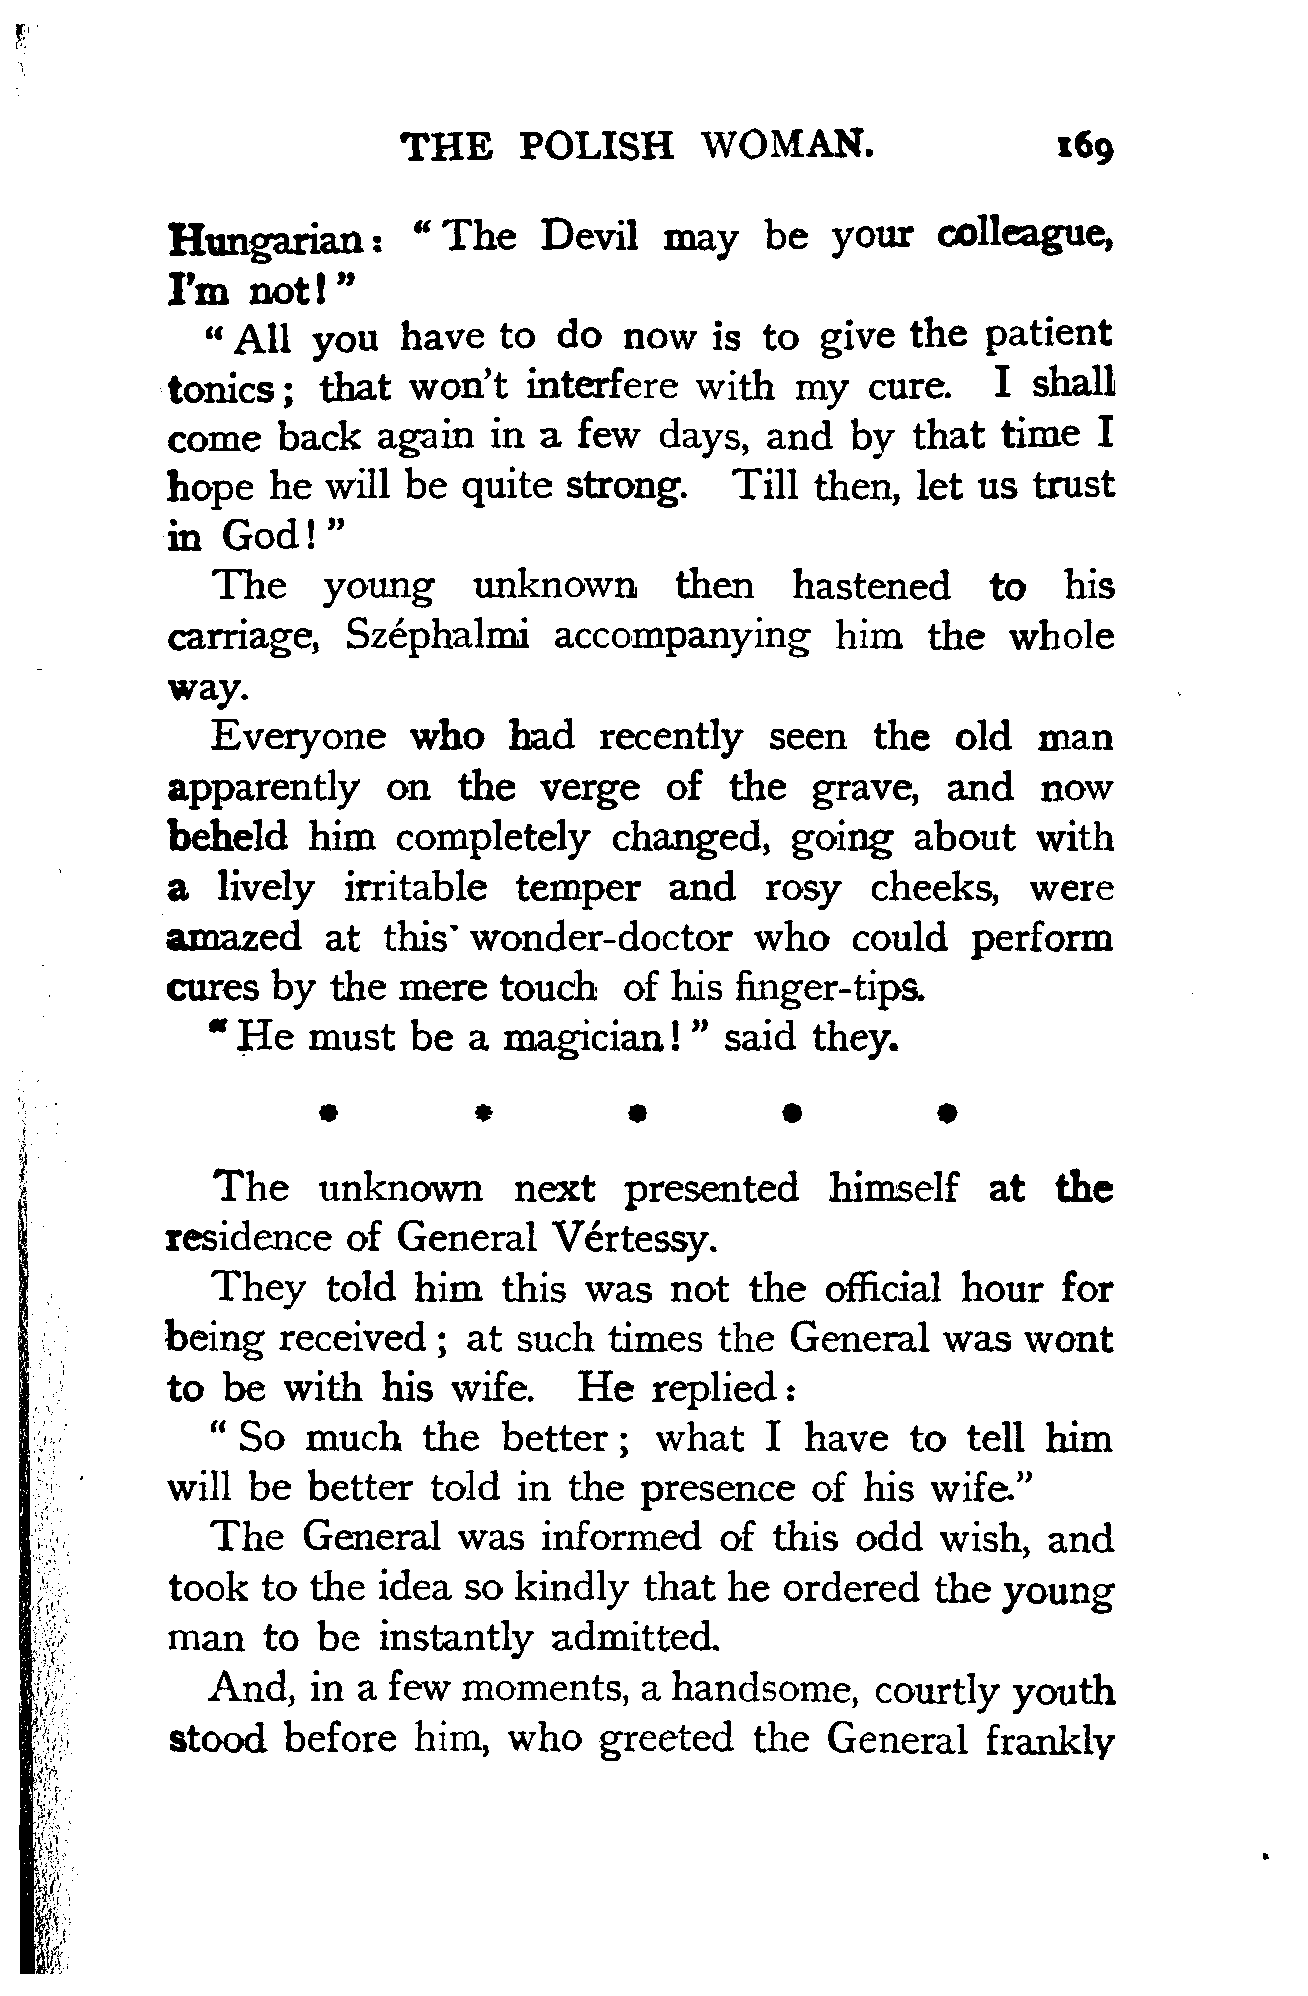 THE POLISH WOMAN. 169
Hungarian: "The Devil may be your colleague,
I'm not!"
"All you have to do now is to give the patient
tonics; that won't interfere with my cure. I shall
come back again in a few days, and by that time I
hope he will be quite strong. Till then, let us trust
in God!"
The young unknown then hastened to his
carriage, Széphalmi accompanying him the whole
way.
Everyone who had recently seen the old man
apparently on the verge of the grave, and now
beheld him completely changed, going about with
a lively irritable temper and rosy cheeks, were
amazed at this wonder-doctor who could perform
cures by the mere touch of his finger-tips.
"He must be a magician!" said they.
* * * * *
The unknown next presented himself at the
residence of General Vértessy.
They told him this was not the official hour for
being received; at such times the General was wont
to be with his wife. He replied:
"So much the better; what I have to tell him
will be better told in the presence of his wife."
The General was informed of this odd wish, and
took to the idea so kindly that he ordered the young
man to be instantly admitted.
And, in a few moments, a handsome, courtly youth
stood before him, who greeted the General frankly